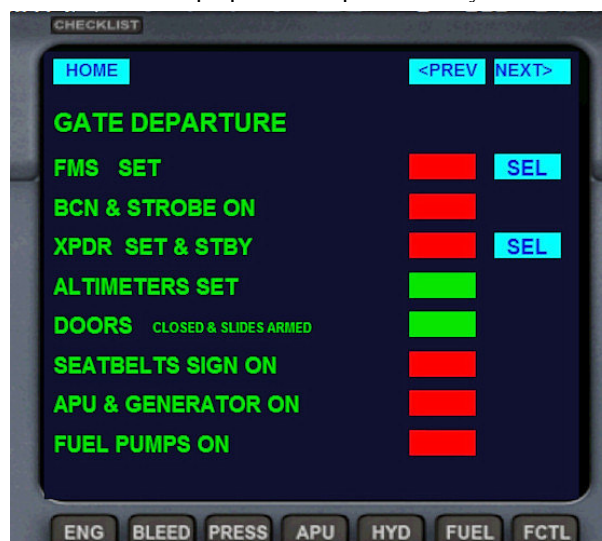 CHECKLIST
HOME <PREV NEXT>
GATE DEPARTURE
FMS SET SEL
BCN & STROBE ON
XPDR SET & STBY SEL
ALTIMETERS SET
DOORS CLOSED & SLIDES ARMED
SEATBELTS SIGN ON
APU & GENERATOR ON
FUEL PUMPS ON
ENG BLEED PRESS APU HYD FUEL FCTL